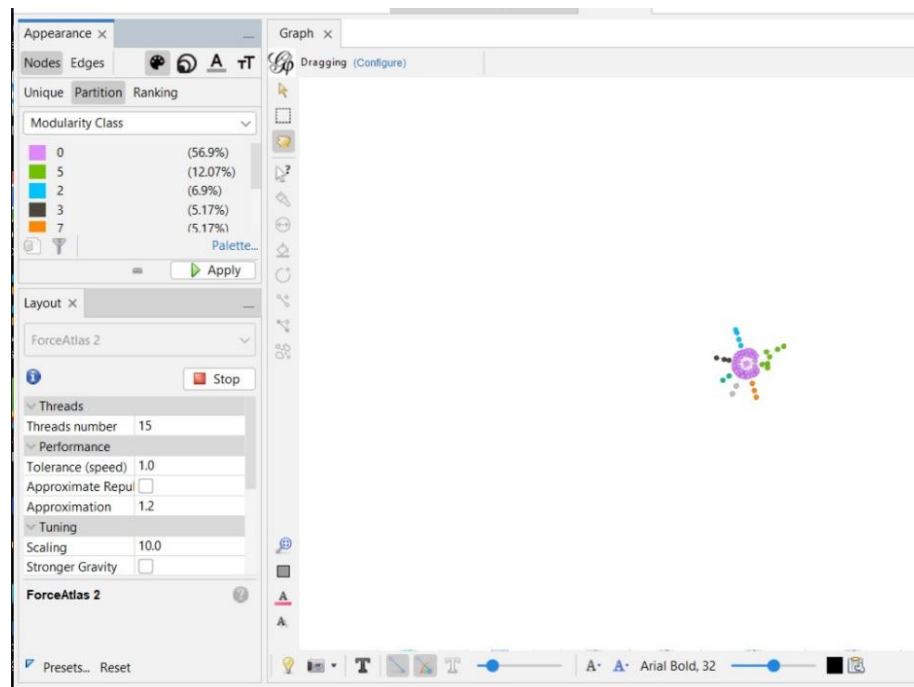 Appearance
Nodes Edges A TT
Unique Partition Ranking
Modularity Class
0 (56.9%)
5 (12.07%)
2 (6.9%)
3 (5.17%)
7 (5.17%)
Palette...
Apply
Layout
ForceAtlas 2
Stop
Threads
Threads number 15
Performance
Tolerance (speed) 1.0
Approximate Repul
Approximation 1.2
Tuning
Scaling 10.0
Stronger Gravity
ForceAtlas 2
Presets... Reset
Graph
Dragging (Configure)
A
A
T T A- A- Arial Bold, 32